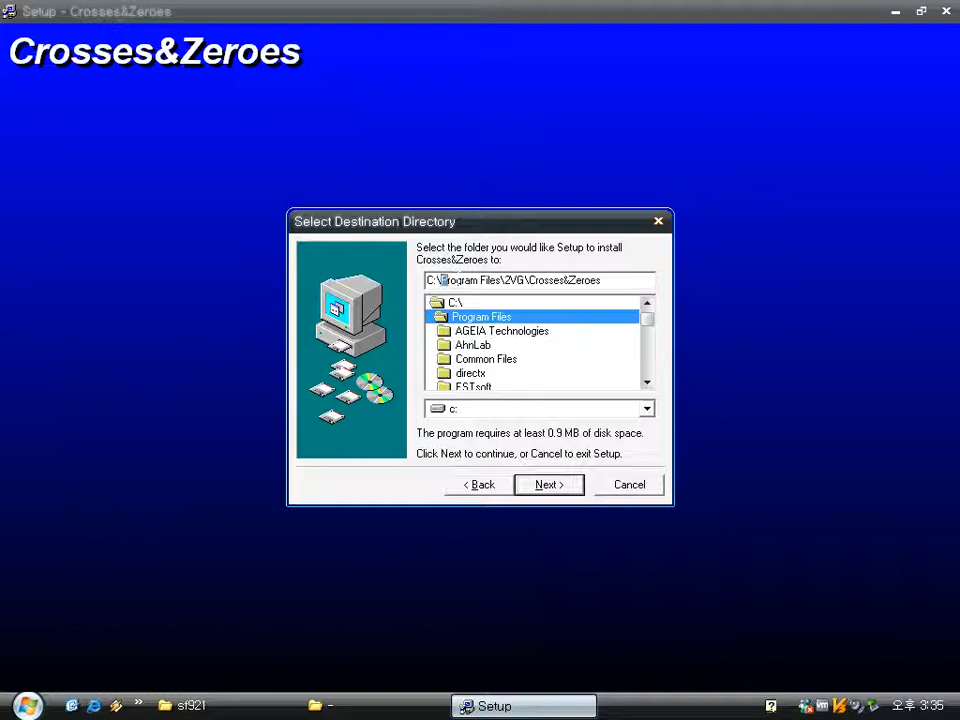 Setup - Crosses&Zeroes
Crosses&Zeroes
Select Destination Directory
Select the folder you would like Setup to install
Crosses&Zeroes to:
C:\Program Files\2VG\Crosses&Zeroes
C:\
Program Files
AGEIA Technologies
AhnLab
Common Files
directx
ESTsoft
c:
The program requires at least 0.9 MB of disk space.
Click Next to continue, or Cancel to exit Setup.
< Back
Next >
Cancel
sf921
-
Setup
오후 3:35